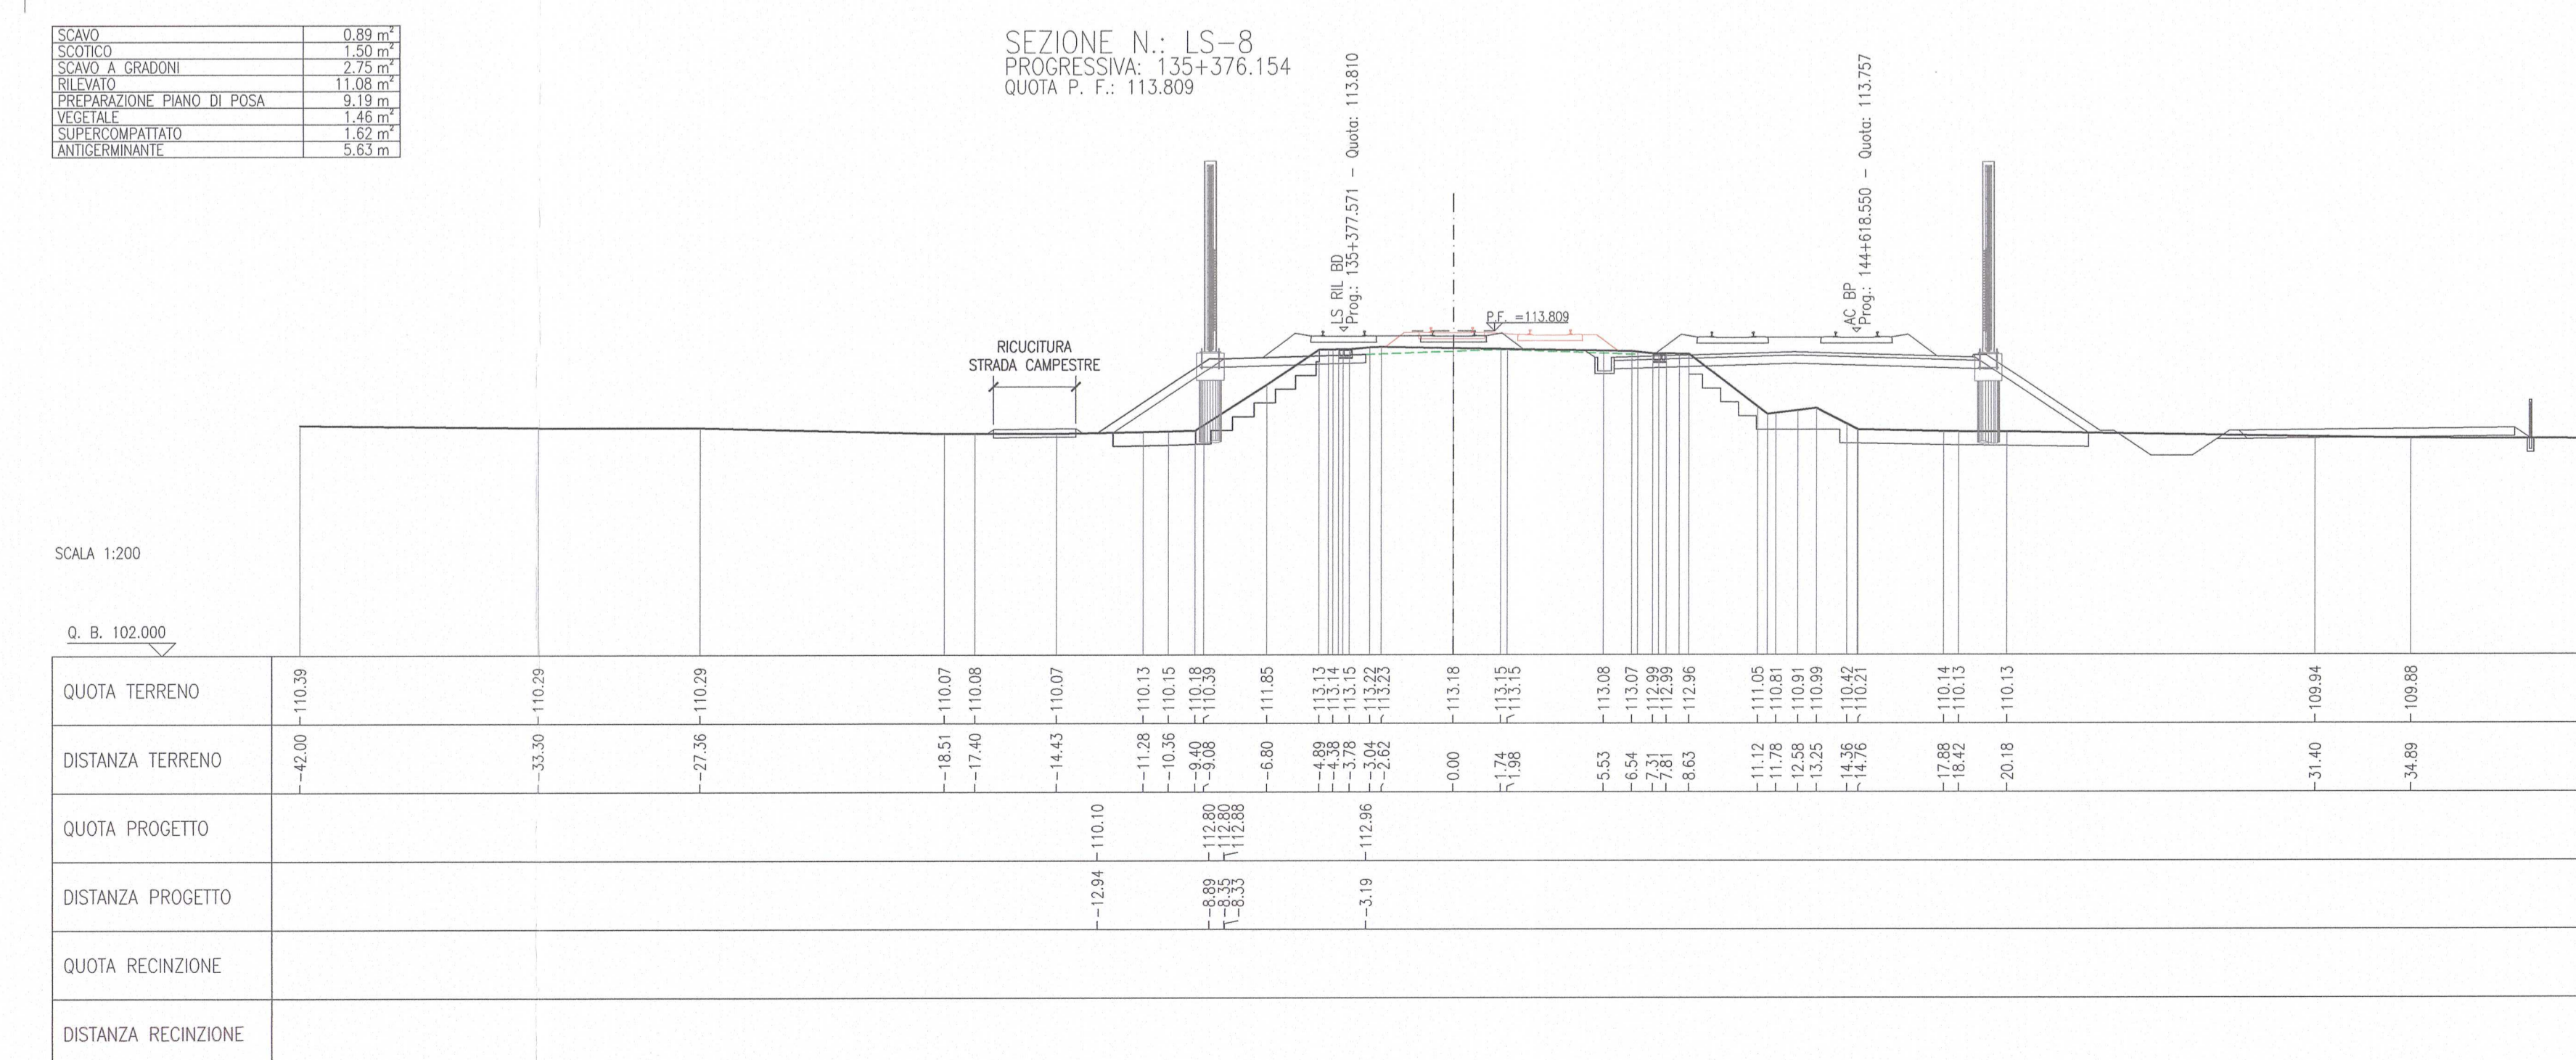 SCAVO 0.89 m²
SCOTICO 1.50 m²
SCAVO A GRADONI 2.75 m²
RILEVATO 11.08 m²
PREPARAZIONE PIANO DI POSA 9.19 m
VEGETALE 1.46 m²
SUPERCOMPATTATO 1.62 m²
ANTIGERMINANTE 5.63 m
SEZIONE N.: LS-8
PROGRESSIVA: 135+376.154
QUOTA P. F.: 113.809
LS RIL BD
Prog.: 135+377.571 - Quota: 113.810
AC BP
Prog.: 144+618.550 - Quota: 113.757
P.F. =113.809
RICUCITURA
STRADA CAMPESTRE
SCALA 1:200
Q. B. 102.000
QUOTA TERRENO 110.39 110.29 110.29 110.07 110.08 110.07 110.13 110.15 110.18 110.39 111.85 113.13 113.14 113.15 113.22 113.23 113.18 113.15 113.15 113.08 113.07 112.99 112.99 112.96 111.05 110.81 110.91 110.99 110.42 110.21 110.14 110.13 110.13 109.94 109.88
DISTANZA TERRENO -42.00 -33.30 -27.36 -18.51 -17.40 -14.43 -11.28 -10.36 -9.40 -9.08 -6.80 -4.89 -4.38 -3.78 -3.04 -2.62 0.00 1.74 1.98 5.53 6.54 7.31 7.81 8.63 11.12 11.78 12.58 13.25 14.36 14.76 17.88 18.42 20.18 31.40 34.89
QUOTA PROGETTO 110.10 112.80 112.80 112.88 112.96
DISTANZA PROGETTO -12.94 -8.89 -8.35 -8.33 -3.19
QUOTA RECINZIONE
DISTANZA RECINZIONE